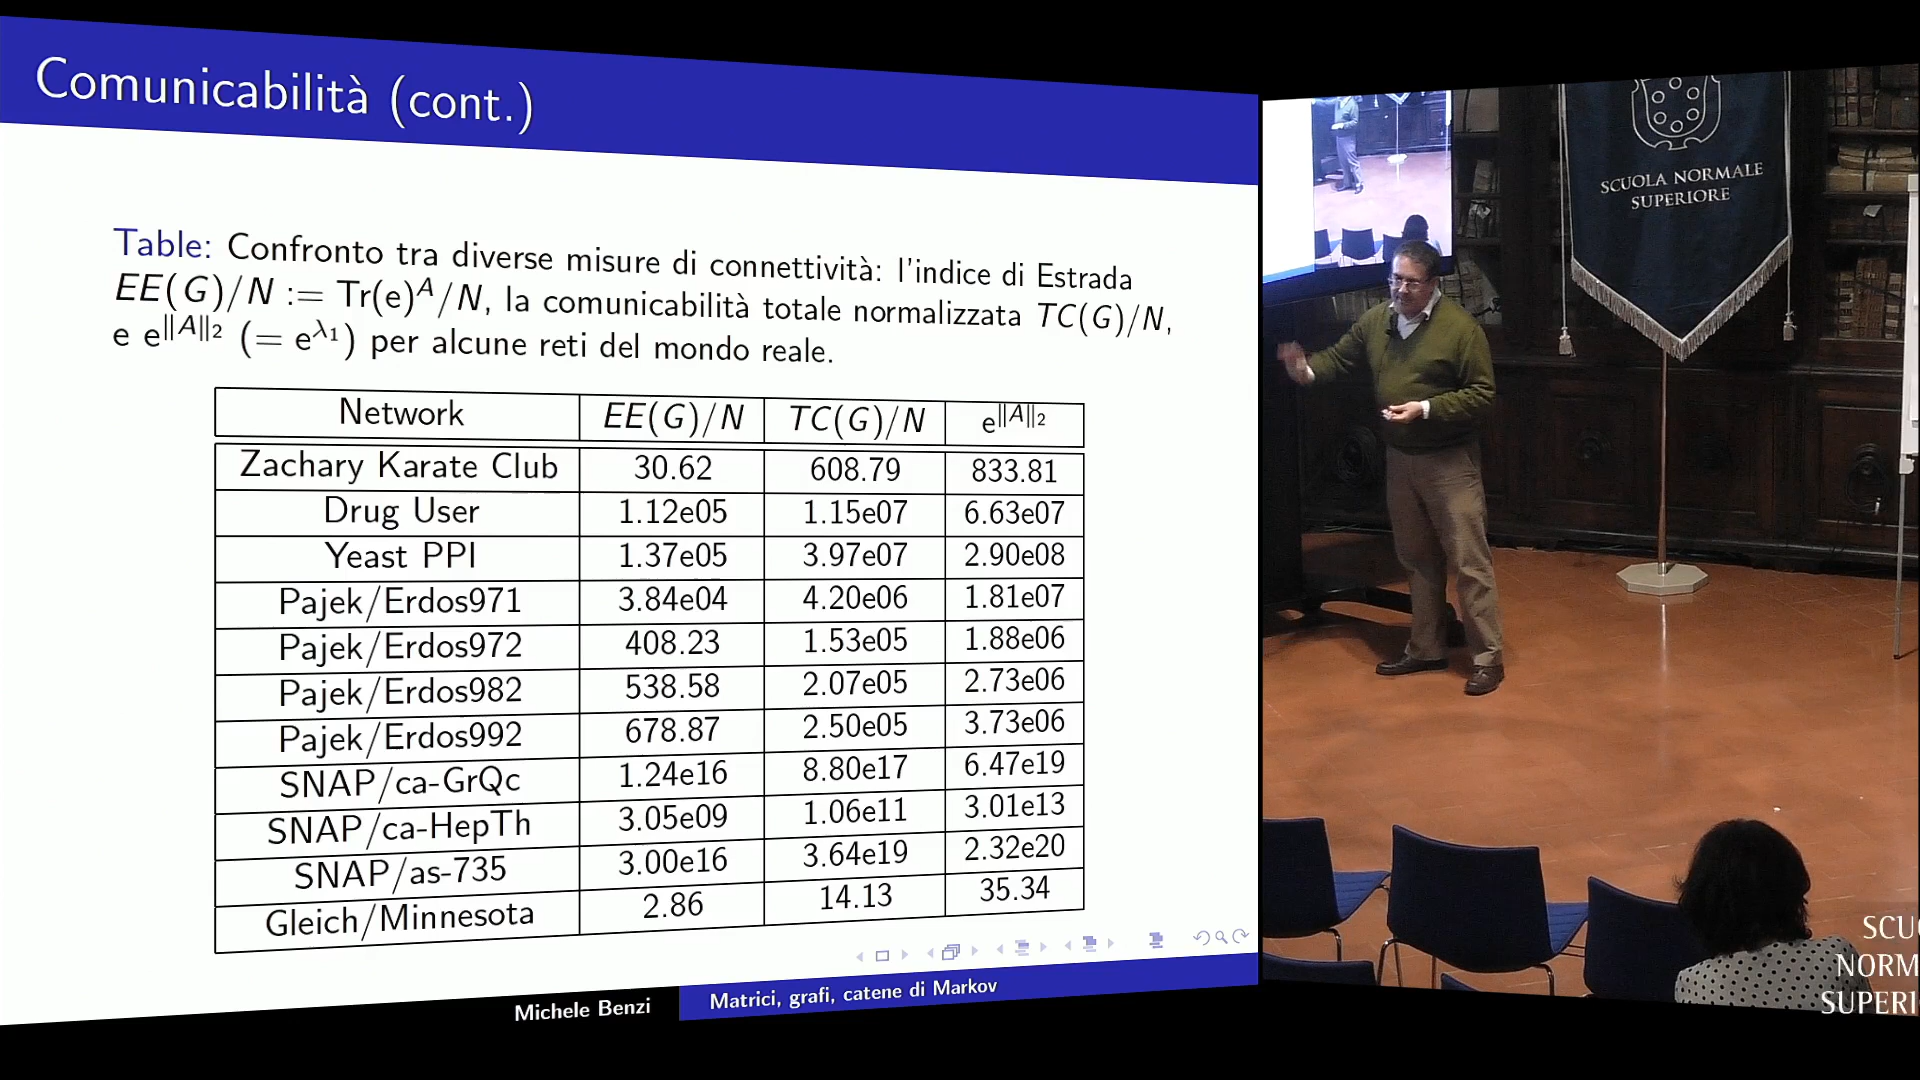 Comunicabilità (cont.)
Table: Confronto tra diverse misure di connettività: l'indice di Estrada
EE(G)/N := Tr(e)^A/N, la comunicabilità totale normalizzata TC(G)/N,
e e^‖A‖₂ (= e^λ₁) per alcune reti del mondo reale.
Network EE(G)/N TC(G)/N e^‖A‖₂
Zachary Karate Club 30.62 608.79 833.81
Drug User 1.12e05 1.15e07 6.63e07
Yeast PPI 1.37e05 3.97e07 2.90e08
Pajek/Erdos971 3.84e04 4.20e06 1.81e07
Pajek/Erdos972 408.23 1.53e05 1.88e06
Pajek/Erdos982 538.58 2.07e05 2.73e06
Pajek/Erdos992 678.87 2.50e05 3.73e06
SNAP/ca-GrQc 1.24e16 8.80e17 6.47e19
SNAP/ca-HepTh 3.05e09 1.06e11 3.01e13
SNAP/as-735 3.00e16 3.64e19 2.32e20
Gleich/Minnesota 2.86 14.13 35.34
Michele Benzi Matrici, grafi, catene di Markov
SCUOLA NORMALE
SUPERIORE
SCU
NORM
SUPERI